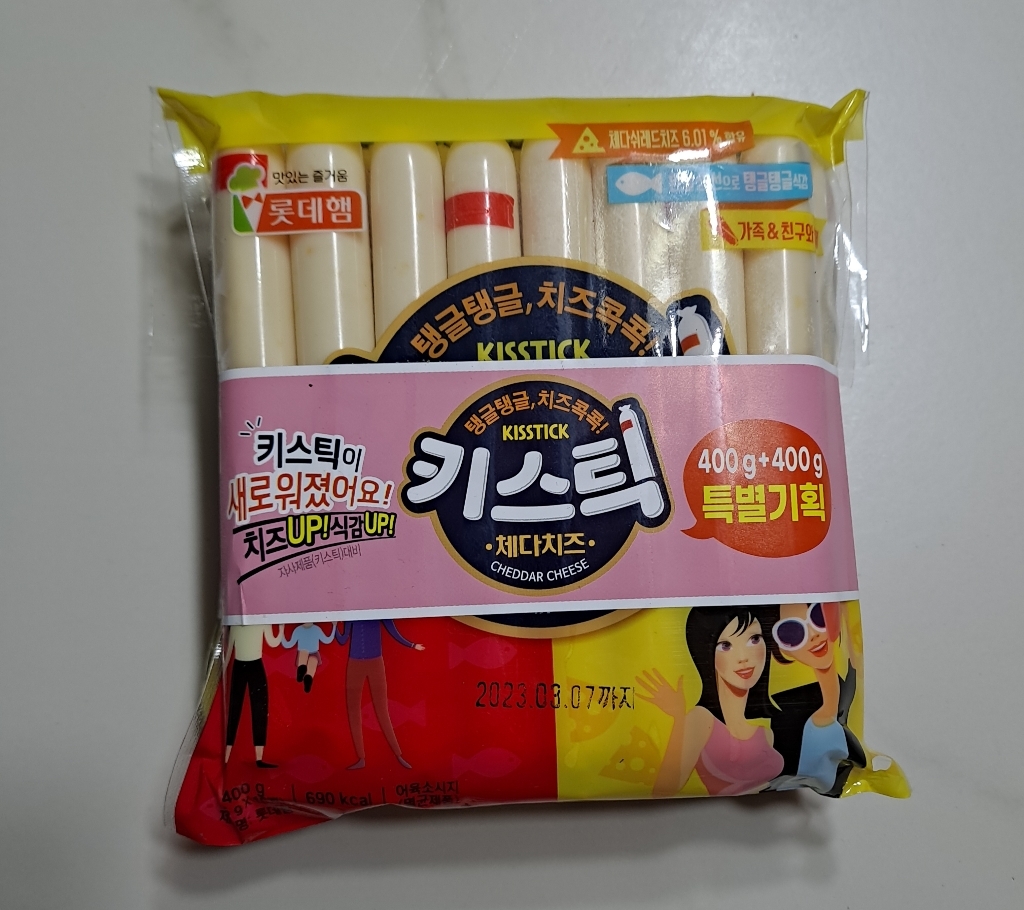 체다쉬레드치즈 6.01% 함유
맛있는 즐거움
롯데햄
탱글탱글식감
가족&친구와
탱글탱글, 치즈콕콕!
KISSTICK
탱글탱글, 치즈콕콕!
KISSTICK
키스틱
•체다치즈•
CHEDDAR CHEESE
키스틱이
새로워졌어요!
치즈UP!식감UP!
자사제품(키스틱)대비
400 g+400 g
특별기획
2023.08.07까지
400 g
690 kcal
어육소시지